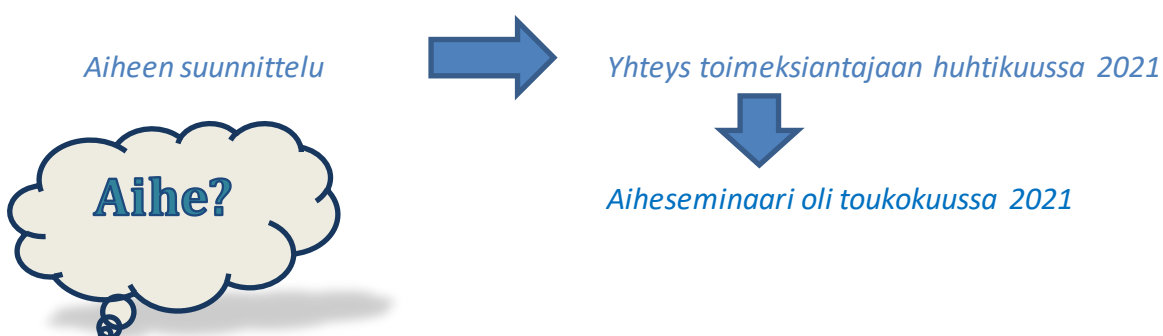 Aiheen suunnittelu
Yhteys toimeksiantajaan huhtikuussa 2021
Aihe?
Aiheseminaari oli toukokuussa 2021